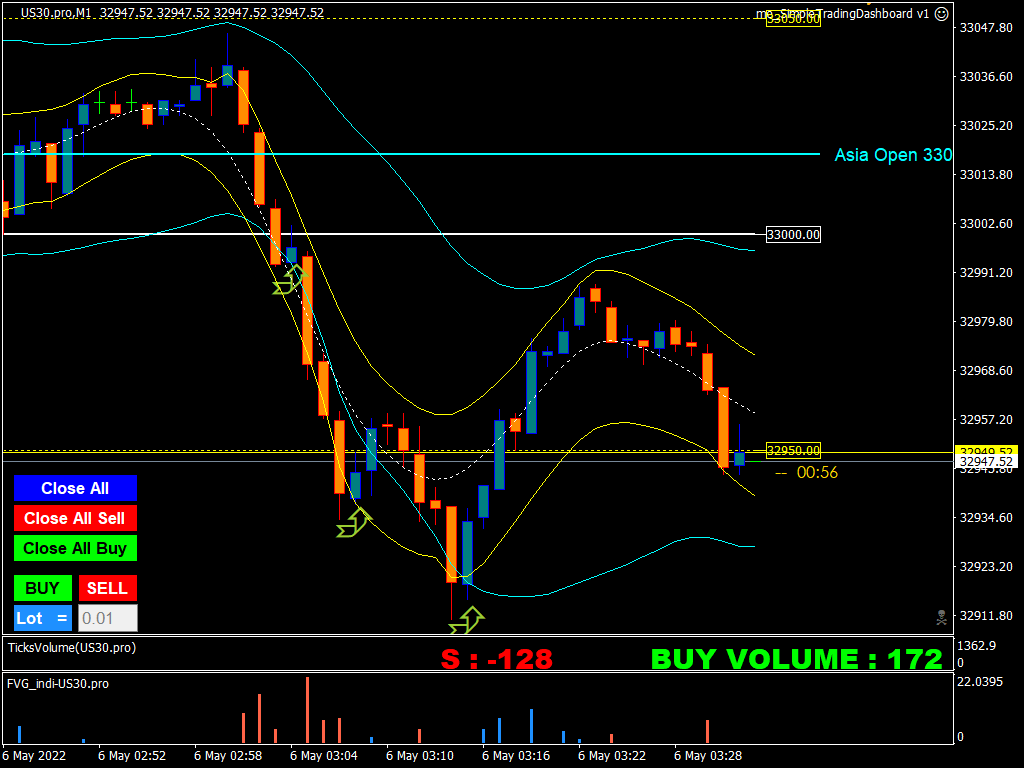 US30.pro,M1 32947.52 32947.52 32947.52 32947.52
SimpleTradingDashboard v1
33050.00
33047.80
33036.60
33025.20
Asia Open 330
33013.80
33002.60
33000.00
32991.20
32979.80
32968.60
32957.20
32950.00
32949.52
32947.52
-- 00:56
Close All
Close All Sell
Close All Buy
BUY SELL
Lot = 0.01
32934.60
32923.20
32911.80
TicksVolume(US30.pro)
S : -128 BUY VOLUME : 172
1362.9
0
FVG_indi-US30.pro
22.0395
0
6 May 2022 6 May 02:52 6 May 02:58 6 May 03:04 6 May 03:10 6 May 03:16 6 May 03:22 6 May 03:28